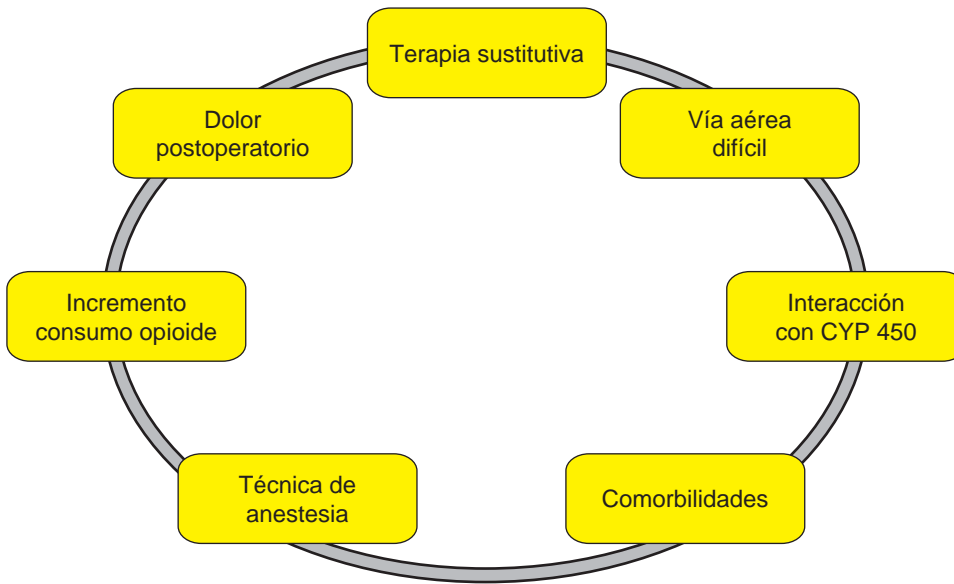 Terapia sustitutiva
Dolor
postoperatorio
Vía aérea
difícil
Incremento
consumo opioide
Interacción
con CYP 450
Técnica de
anestesia
Comorbilidades